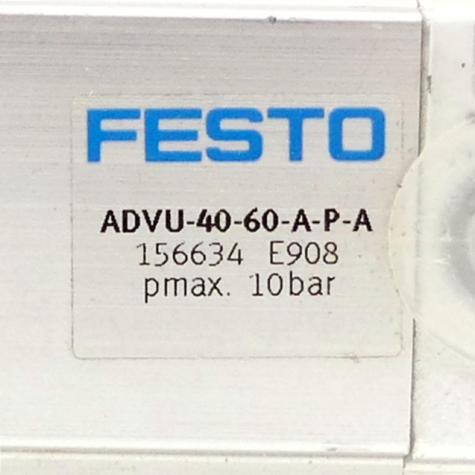 FESTO
ADVU-40-60-A-P-A
156634 E908
pmax. 10bar